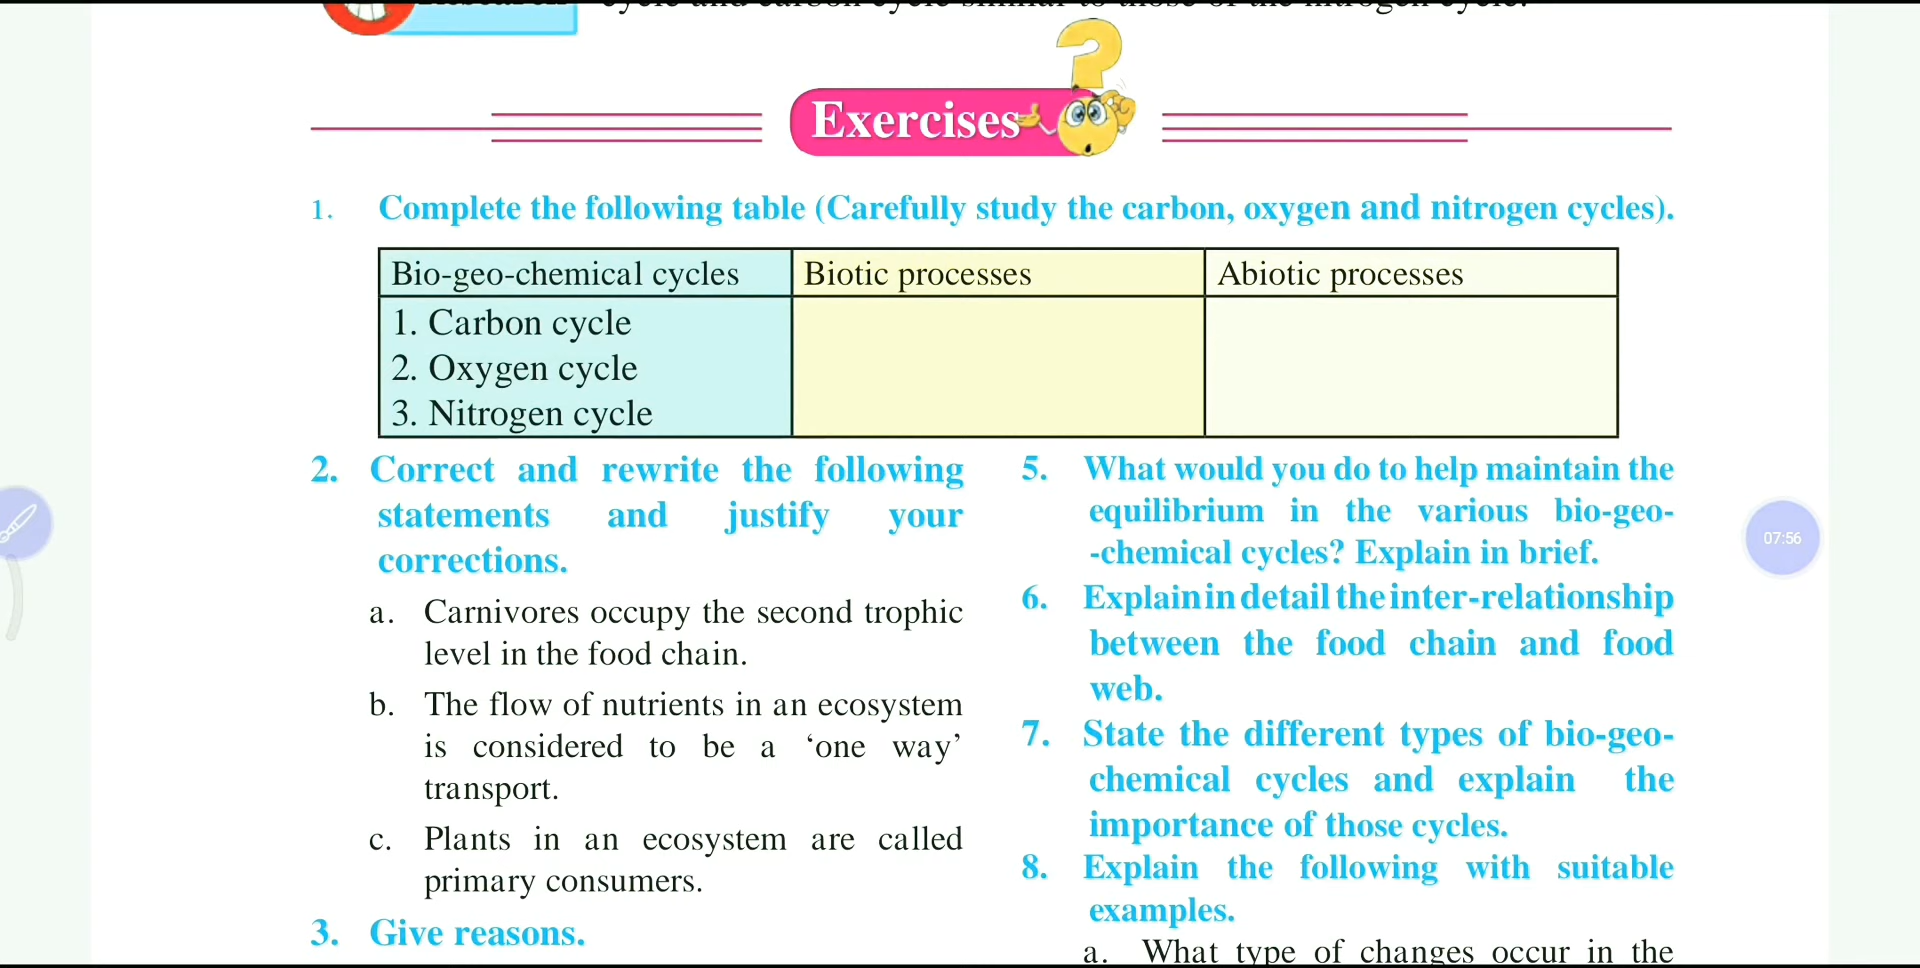 Exercises
1. Complete the following table (Carefully study the carbon, oxygen and nitrogen cycles).
Bio-geo-chemical cycles Biotic processes Abiotic processes
1. Carbon cycle
2. Oxygen cycle
3. Nitrogen cycle
2. Correct and rewrite the following
statements and justify your
corrections.
a. Carnivores occupy the second trophic
level in the food chain.
b. The flow of nutrients in an ecosystem
is considered to be a ‘one way’
transport.
c. Plants in an ecosystem are called
primary consumers.
3. Give reasons.
5. What would you do to help maintain the
equilibrium in the various bio-geo-
-chemical cycles? Explain in brief.
6. Explain in detail the inter-relationship
between the food chain and food
web.
7. State the different types of bio-geo-
chemical cycles and explain the
importance of those cycles.
8. Explain the following with suitable
examples.
a. What type of changes occur in the
07:56